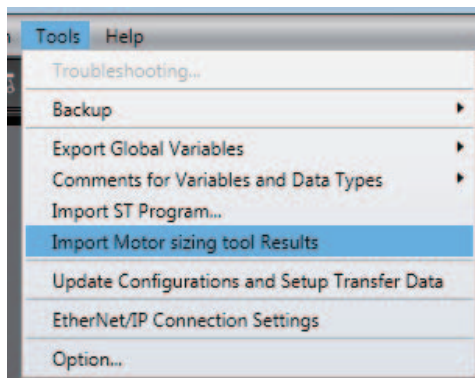 Tools Help
Troubleshooting...
Backup
Export Global Variables
Comments for Variables and Data Types
Import ST Program...
Import Motor sizing tool Results
Update Configurations and Setup Transfer Data
EtherNet/IP Connection Settings
Option...